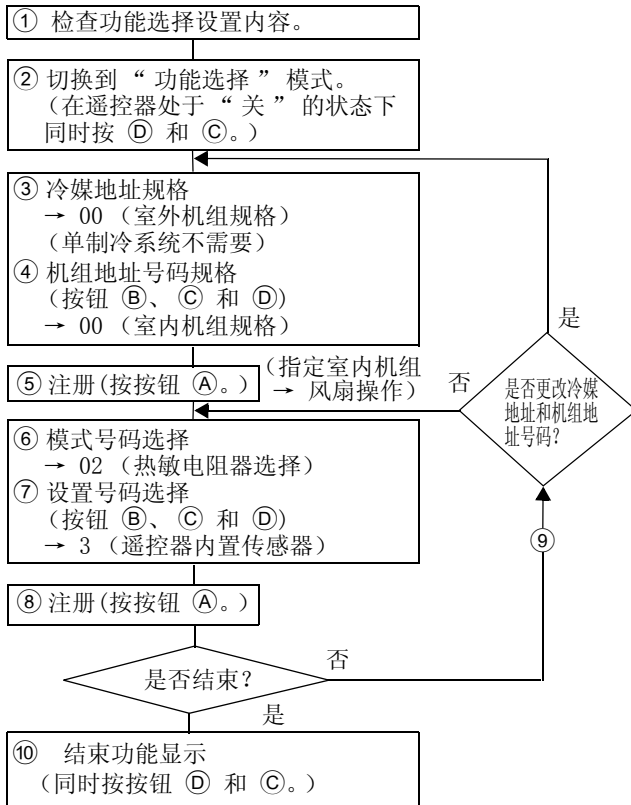 ① 检查功能选择设置内容。
② 切换到 “ 功能选择 ” 模式。
（在遥控器处于 “ 关 ” 的状态下
同时按 Ⓓ 和 Ⓒ。）
③ 冷媒地址规格
→ 00 （室外机组规格）
（单制冷系统不需要）
④ 机组地址号码规格
（按钮 Ⓑ、 Ⓒ 和 Ⓓ）
→ 00 （室内机组规格）
⑤ 注册（按按钮 Ⓐ。）
（指定室内机组
→ 风扇操作）
否
是
是否更改冷媒
地址和机组地
址号码?
⑥ 模式号码选择
→ 02 （热敏电阻器选择）
⑦ 设置号码选择
（按钮 Ⓑ、 Ⓒ 和 Ⓓ）
→ 3 （遥控器内置传感器）
⑨
⑧ 注册（按按钮 Ⓐ。）
是否结束?
否
是
⑩ 结束功能显示
（同时按按钮 Ⓓ 和 Ⓒ。）